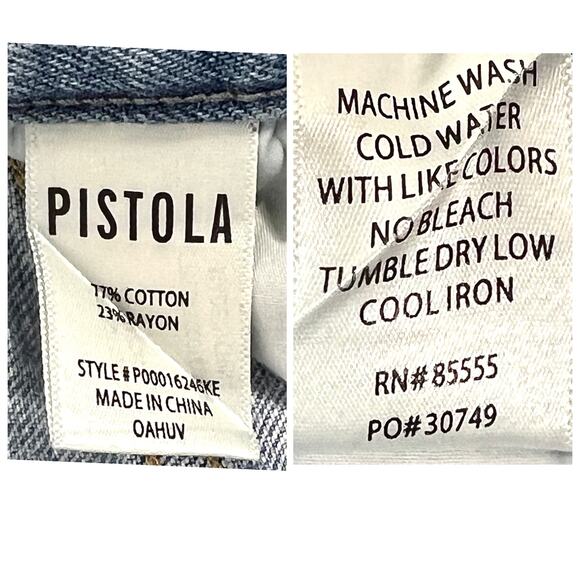 PISTOLA
77% COTTON
23% RAYON
STYLE # P00016246KE
MADE IN CHINA
OAHUV
MACHINE WASH
COLD WATER
WITH LIKE COLORS
NO BLEACH
TUMBLE DRY LOW
COOL IRON
RN# 85555
PO# 30749